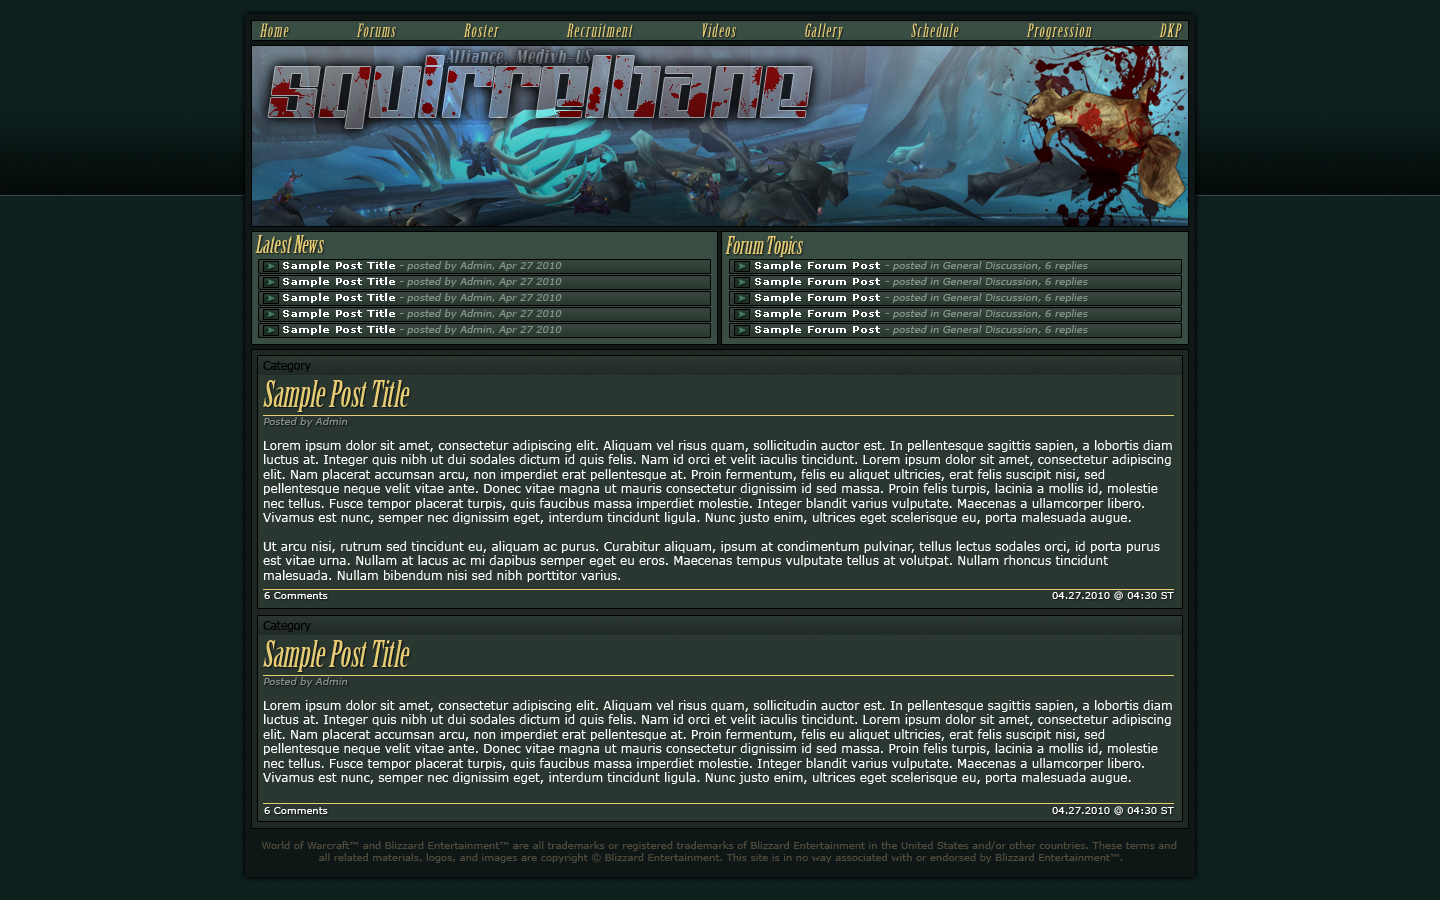 Home Forums Roster Recruitment Videos Gallery Schedule Progression DKP
Alliance, Medivh-US
squirrelbane
Latest News
Sample Post Title - posted by Admin, Apr 27 2010
Sample Post Title - posted by Admin, Apr 27 2010
Sample Post Title - posted by Admin, Apr 27 2010
Sample Post Title - posted by Admin, Apr 27 2010
Sample Post Title - posted by Admin, Apr 27 2010
Forum Topics
Sample Forum Post - posted in General Discussion, 6 replies
Sample Forum Post - posted in General Discussion, 6 replies
Sample Forum Post - posted in General Discussion, 6 replies
Sample Forum Post - posted in General Discussion, 6 replies
Sample Forum Post - posted in General Discussion, 6 replies
Category
Sample Post Title
Posted by Admin
Lorem ipsum dolor sit amet, consectetur adipiscing elit. Aliquam vel risus quam, sollicitudin auctor est. In pellentesque sagittis sapien, a lobortis diam
luctus at. Integer quis nibh ut dui sodales dictum id quis felis. Nam id orci et velit iaculis tincidunt. Lorem ipsum dolor sit amet, consectetur adipiscing
elit. Nam placerat accumsan arcu, non imperdiet erat pellentesque at. Proin fermentum, felis eu aliquet ultricies, erat felis suscipit nisi, sed
pellentesque neque velit vitae ante. Donec vitae magna ut mauris consectetur dignissim id sed massa. Proin felis turpis, lacinia a mollis id, molestie
nec tellus. Fusce tempor placerat turpis, quis faucibus massa imperdiet molestie. Integer blandit varius vulputate. Maecenas a ullamcorper libero.
Vivamus est nunc, semper nec dignissim eget, interdum tincidunt ligula. Nunc justo enim, ultrices eget scelerisque eu, porta malesuada augue.
Ut arcu nisi, rutrum sed tincidunt eu, aliquam ac purus. Curabitur aliquam, ipsum at condimentum pulvinar, tellus lectus sodales orci, id porta purus
est vitae urna. Nullam at lacus ac mi dapibus semper eget eu eros. Maecenas tempus vulputate tellus at volutpat. Nullam rhoncus tincidunt
malesuada. Nullam bibendum nisi sed nibh porttitor varius.
6 Comments 04.27.2010 @ 04:30 ST
Category
Sample Post Title
Posted by Admin
Lorem ipsum dolor sit amet, consectetur adipiscing elit. Aliquam vel risus quam, sollicitudin auctor est. In pellentesque sagittis sapien, a lobortis diam
luctus at. Integer quis nibh ut dui sodales dictum id quis felis. Nam id orci et velit iaculis tincidunt. Lorem ipsum dolor sit amet, consectetur adipiscing
elit. Nam placerat accumsan arcu, non imperdiet erat pellentesque at. Proin fermentum, felis eu aliquet ultricies, erat felis suscipit nisi, sed
pellentesque neque velit vitae ante. Donec vitae magna ut mauris consectetur dignissim id sed massa. Proin felis turpis, lacinia a mollis id, molestie
nec tellus. Fusce tempor placerat turpis, quis faucibus massa imperdiet molestie. Integer blandit varius vulputate. Maecenas a ullamcorper libero.
Vivamus est nunc, semper nec dignissim eget, interdum tincidunt ligula. Nunc justo enim, ultrices eget scelerisque eu, porta malesuada augue.
6 Comments 04.27.2010 @ 04:30 ST
World of Warcraft™ and Blizzard Entertainment™ are all trademarks or registered trademarks of Blizzard Entertainment in the United States and/or other countries. These terms and
all related materials, logos, and images are copyright © Blizzard Entertainment. This site is in no way associated with or endorsed by Blizzard Entertainment™.